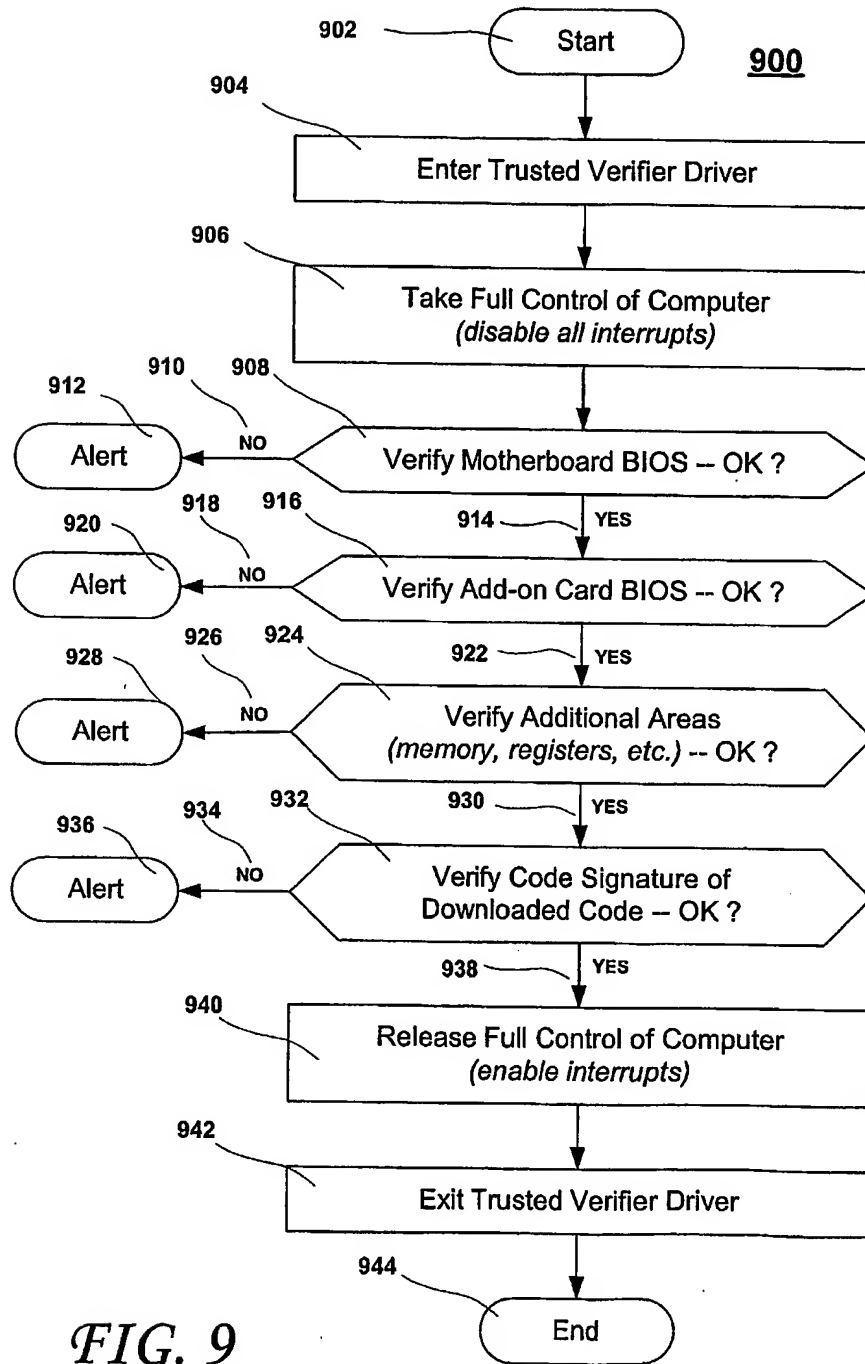 902
Start
900
904
Enter Trusted Verifier Driver
906
Take Full Control of Computer
(disable all interrupts)
908
910
912
Alert
NO
Verify Motherboard BIOS -- OK ?
914
YES
916
918
920
Alert
NO
Verify Add-on Card BIOS -- OK ?
922
YES
924
926
928
Alert
NO
Verify Additional Areas
(memory, registers, etc.) -- OK ?
930
YES
932
934
936
Alert
NO
Verify Code Signature of
Downloaded Code -- OK ?
938
YES
940
Release Full Control of Computer
(enable interrupts)
942
Exit Trusted Verifier Driver
944
End
FIG. 9